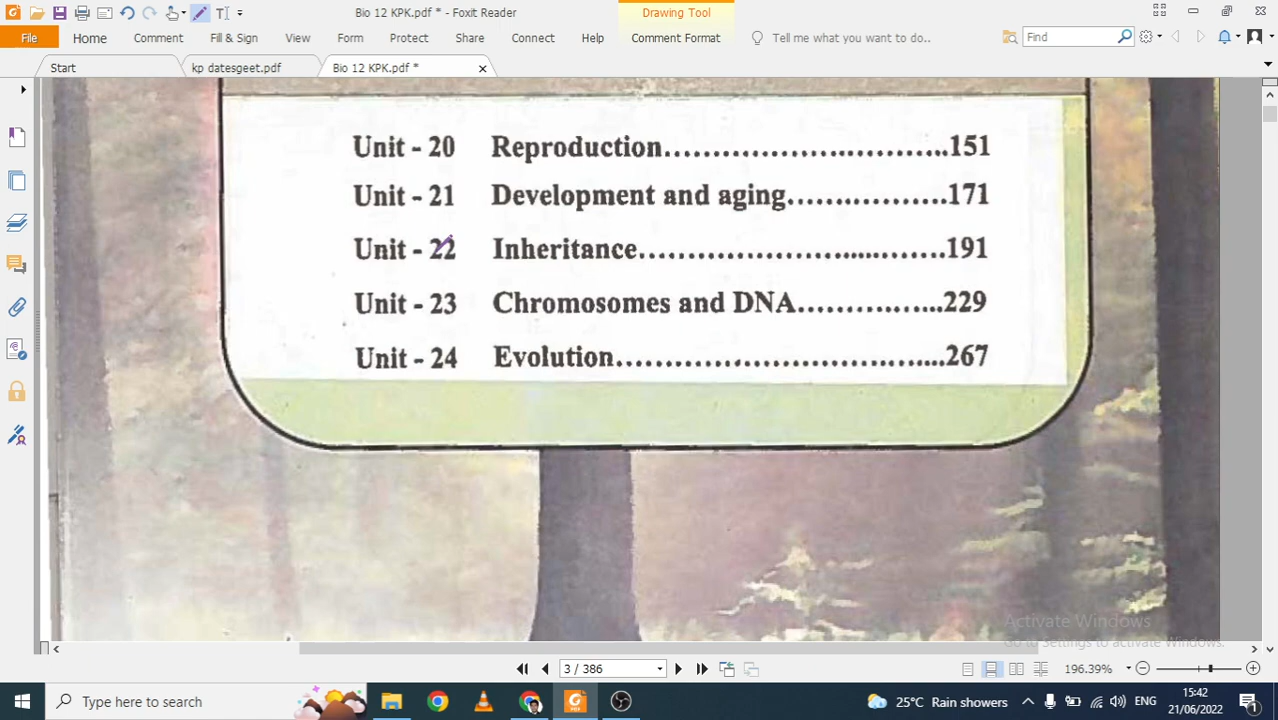 Bio 12 KPK.pdf * - Foxit Reader
Drawing Tool
File Home Comment Fill & Sign View Form Protect Share Connect Help Comment Format Tell me what you want to do.. Find
Start kp datesgeet.pdf Bio 12 KPK.pdf *
Unit - 20 Reproduction..............................151
Unit - 21 Development and aging....................171
Unit - 22 Inheritance..............................191
Unit - 23 Chromosomes and DNA..................229
Unit - 24 Evolution................................267
Activate Windows
Go to Settings to activate Windows.
3 / 386 196.39%
Type here to search 25°C Rain showers ENG 15:42
21/06/2022 1